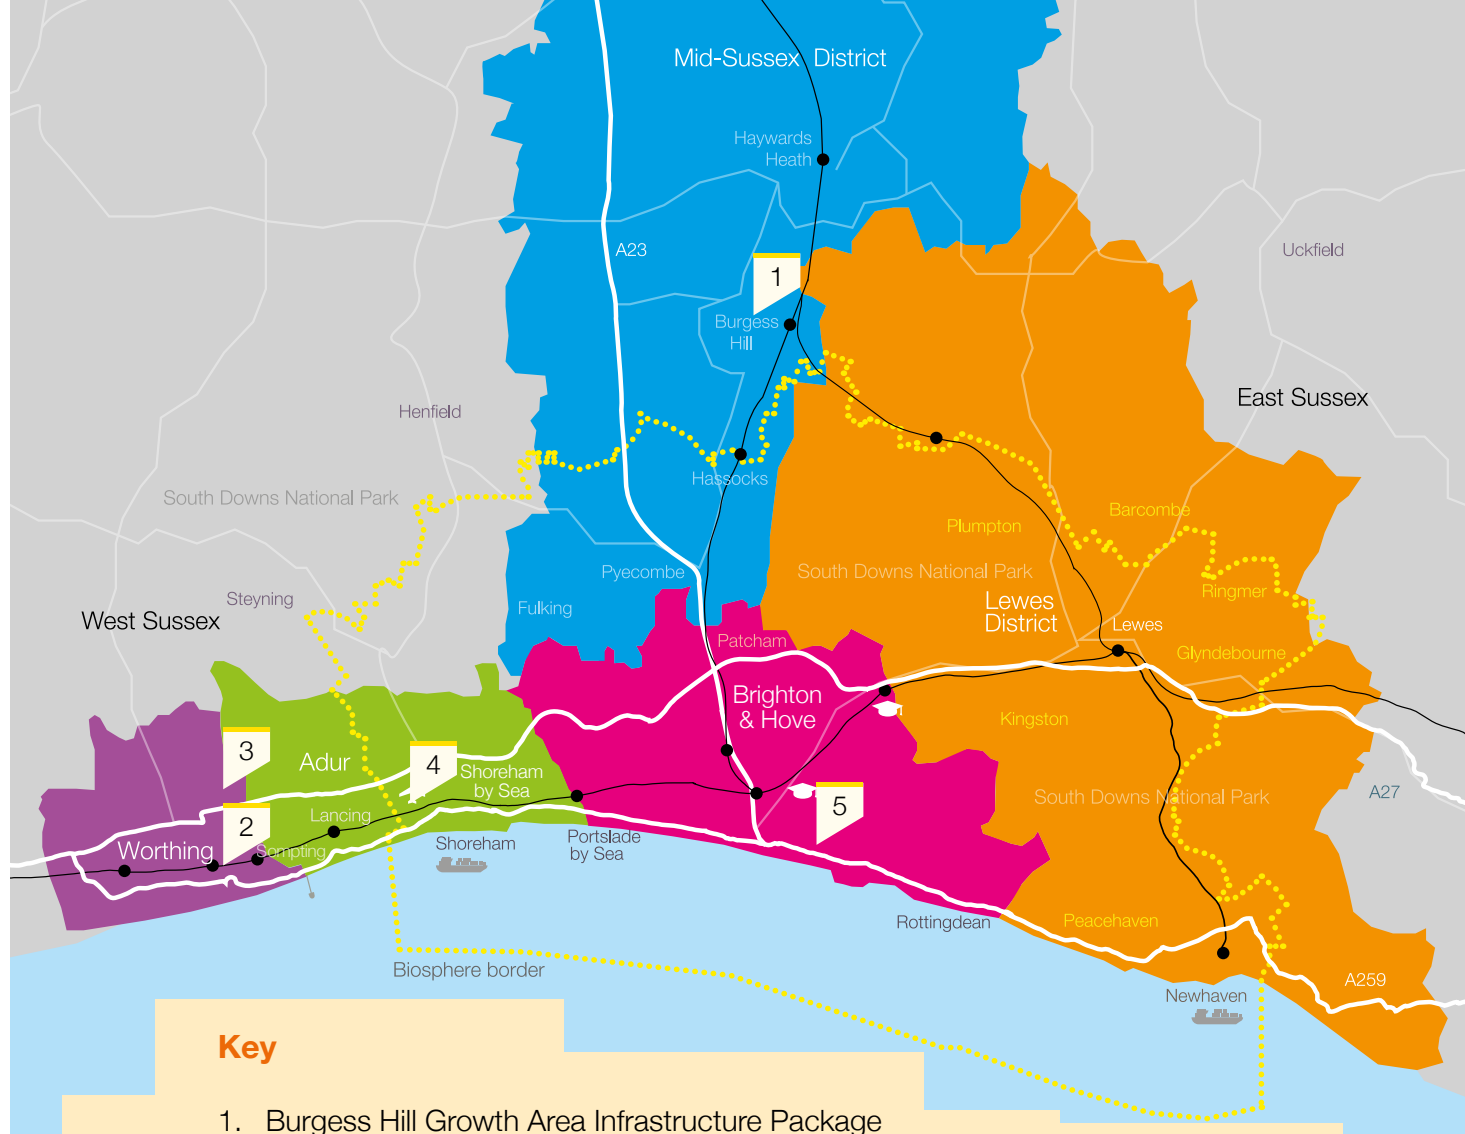 Mid-Sussex District
Haywards
Heath
A23
Uckfield
1
Burgess
Hill
East Sussex
Henfield
Hassocks
South Downs National Park
Barcombe
Plumpton
Pyecombe
South Downs National Park
Ringmer
Steyning
Fulking
Lewes
District
West Sussex
Lewes
Patcham
Glyndebourne
Brighton
& Hove
Kingston
3
Adur
4
Shoreham
by Sea
South Downs National Park
A27
5
2
Lancing
Worthing
Sompting
Shoreham
Portslade
by Sea
Rottingdean
Peacehaven
Biosphere border
A259
Newhaven
Key
1. Burgess Hill Growth Area Infrastructure Package